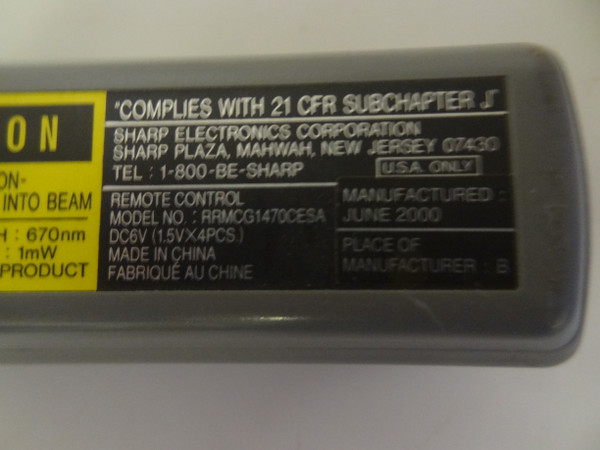 ON
"COMPLIES WITH 21 CFR SUBCHAPTER J"
SHARP ELECTRONICS CORPORATION
SHARP PLAZA, MAHWAH, NEW JERSEY 07430
TEL : 1-800-BE-SHARP
U.S.A. ONLY
ON-
INTO BEAM
H : 670nm
: 1mW
PRODUCT
REMOTE CONTROL
MODEL NO. : RRMCG1470CESA
DC6V (1.5V×4PCS.)
MADE IN CHINA
FABRIQUÉ AU CHINE
MANUFACTURED :
JUNE 2000
PLACE OF
MANUFACTURER : B